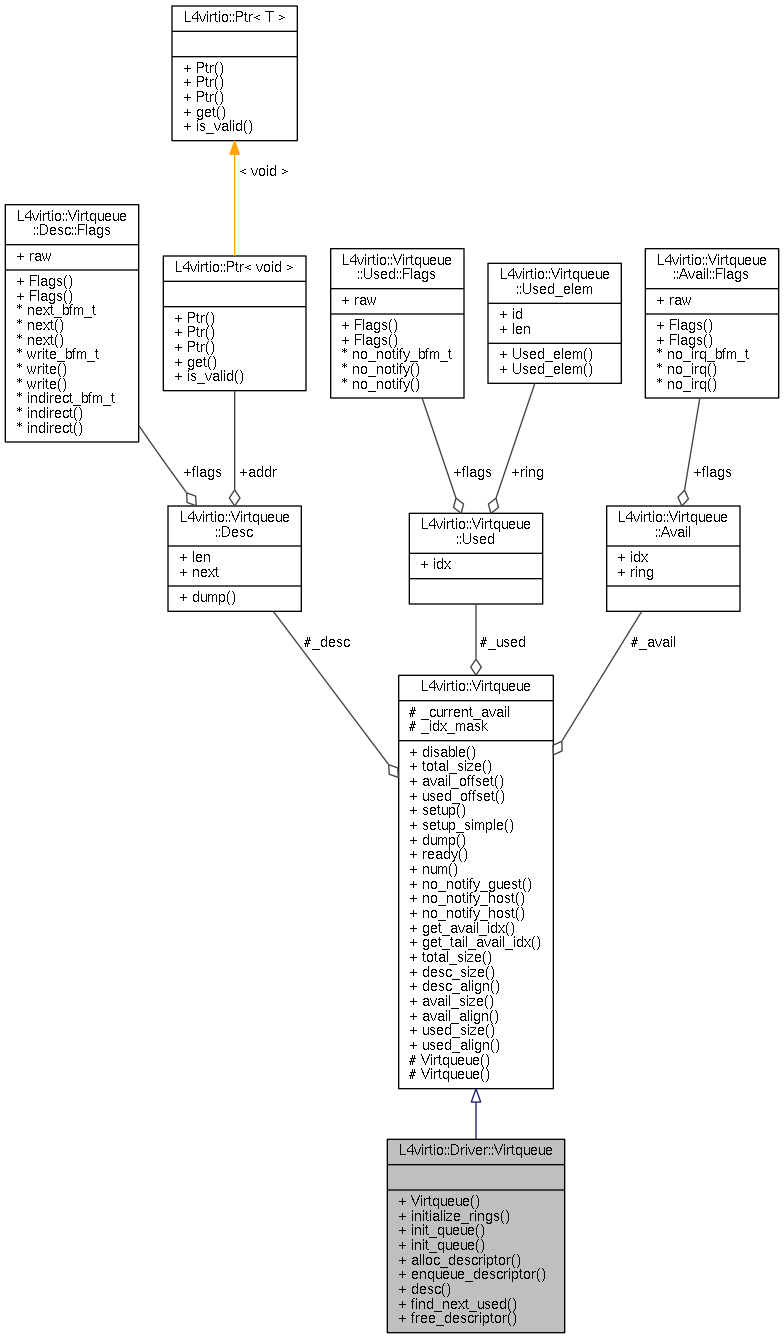 L4virtio::Ptr< T >
+ Ptr()
+ Ptr()
+ Ptr()
+ get()
+ is_valid()
< void >
L4virtio::Virtqueue
::Desc::Flags
+ raw
+ Flags()
+ Flags()
* next_bfm_t
* next()
* next()
* write_bfm_t
* write()
* write()
* indirect_bfm_t
* indirect()
* indirect()
L4virtio::Ptr< void >
+ Ptr()
+ Ptr()
+ Ptr()
+ get()
+ is_valid()
L4virtio::Virtqueue
::Used::Flags
+ raw
+ Flags()
+ Flags()
* no_notify_bfm_t
* no_notify()
* no_notify()
L4virtio::Virtqueue
::Used_elem
+ id
+ len
+ Used_elem()
+ Used_elem()
L4virtio::Virtqueue
::Avail::Flags
+ raw
+ Flags()
+ Flags()
* no_irq_bfm_t
* no_irq()
* no_irq()
+flags
+addr
+flags
+ring
+flags
L4virtio::Virtqueue
::Desc
+ len
+ next
+ dump()
L4virtio::Virtqueue
::Used
+ idx
L4virtio::Virtqueue
::Avail
+ idx
+ ring
#_desc
#_used
#_avail
L4virtio::Virtqueue
# _current_avail
# _idx_mask
+ disable()
+ total_size()
+ avail_offset()
+ used_offset()
+ setup()
+ setup_simple()
+ dump()
+ ready()
+ num()
+ no_notify_guest()
+ no_notify_host()
+ no_notify_host()
+ get_avail_idx()
+ get_tail_avail_idx()
+ total_size()
+ desc_size()
+ desc_align()
+ avail_size()
+ avail_align()
+ used_size()
+ used_align()
# Virtqueue()
# Virtqueue()
L4virtio::Driver::Virtqueue
+ Virtqueue()
+ initialize_rings()
+ init_queue()
+ init_queue()
+ alloc_descriptor()
+ enqueue_descriptor()
+ desc()
+ find_next_used()
+ free_descriptor()